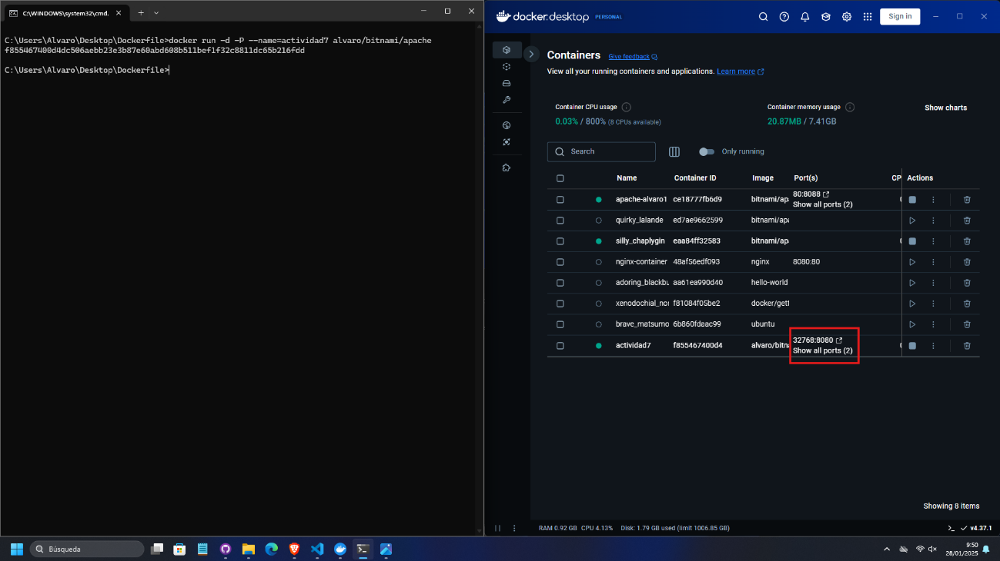 C:\WINDOWS\system32\cmd.
C:\Users\Alvaro\Desktop\Dockerfile>docker run -d -P --name=actividad7 alvaro/bitnami/apache
f855467400d4dc506aebb23e3b87e60abd608b511bef1f32c8811dc65b216fdd
C:\Users\Alvaro\Desktop\Dockerfile>
docker.desktop PERSONAL
Sign in
Containers Give feedback
View all your running containers and applications. Learn more
Container CPU usage
0.03% / 800% (8 CPUs available)
Container memory usage
20.87MB / 7.41GB
Show charts
Search
Only running
Name Container ID Image Port(s) CP Actions
apache-alvaro1 ce18777fb6d9 bitnami/apa 80:8088
Show all ports (2)
quirky_lalande ed7ae9662599 bitnami/apa
silly_chaplygin eaa84ff32583 bitnami/apa
nginx-container 48af56edf093 nginx 8080:80
adoring_blackbu aa61ea990d40 hello-world
xenodochial_nor f81084f05be2 docker/gett
brave_matsumo 6b860fdaac99 ubuntu
actividad7 f855467400d4 alvaro/bitna 32768:8080
Show all ports (2)
Showing 8 items
RAM 0.92 GB CPU 4.13% Disk: 1.79 GB used (limit 1006.85 GB)
v4.37.1
Búsqueda
9:50
28/01/2025